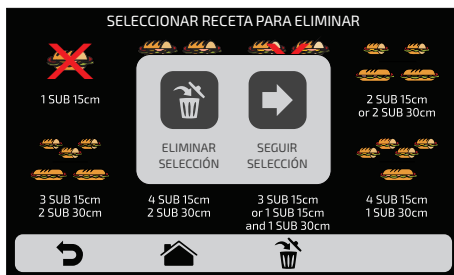 SELECCIONAR RECETA PARA ELIMINAR
1 SUB 15cm
2 SUB 15cm
or 2 SUB 30cm
ELIMINAR
SELECCIÓN
SEGUIR
SELECCIÓN
3 SUB 15cm
2 SUB 30cm
4 SUB 15cm
2 SUB 30cm
3 SUB 15cm
or 1 SUB 15cm
and 1 SUB 30cm
4 SUB 15cm
1 SUB 30cm